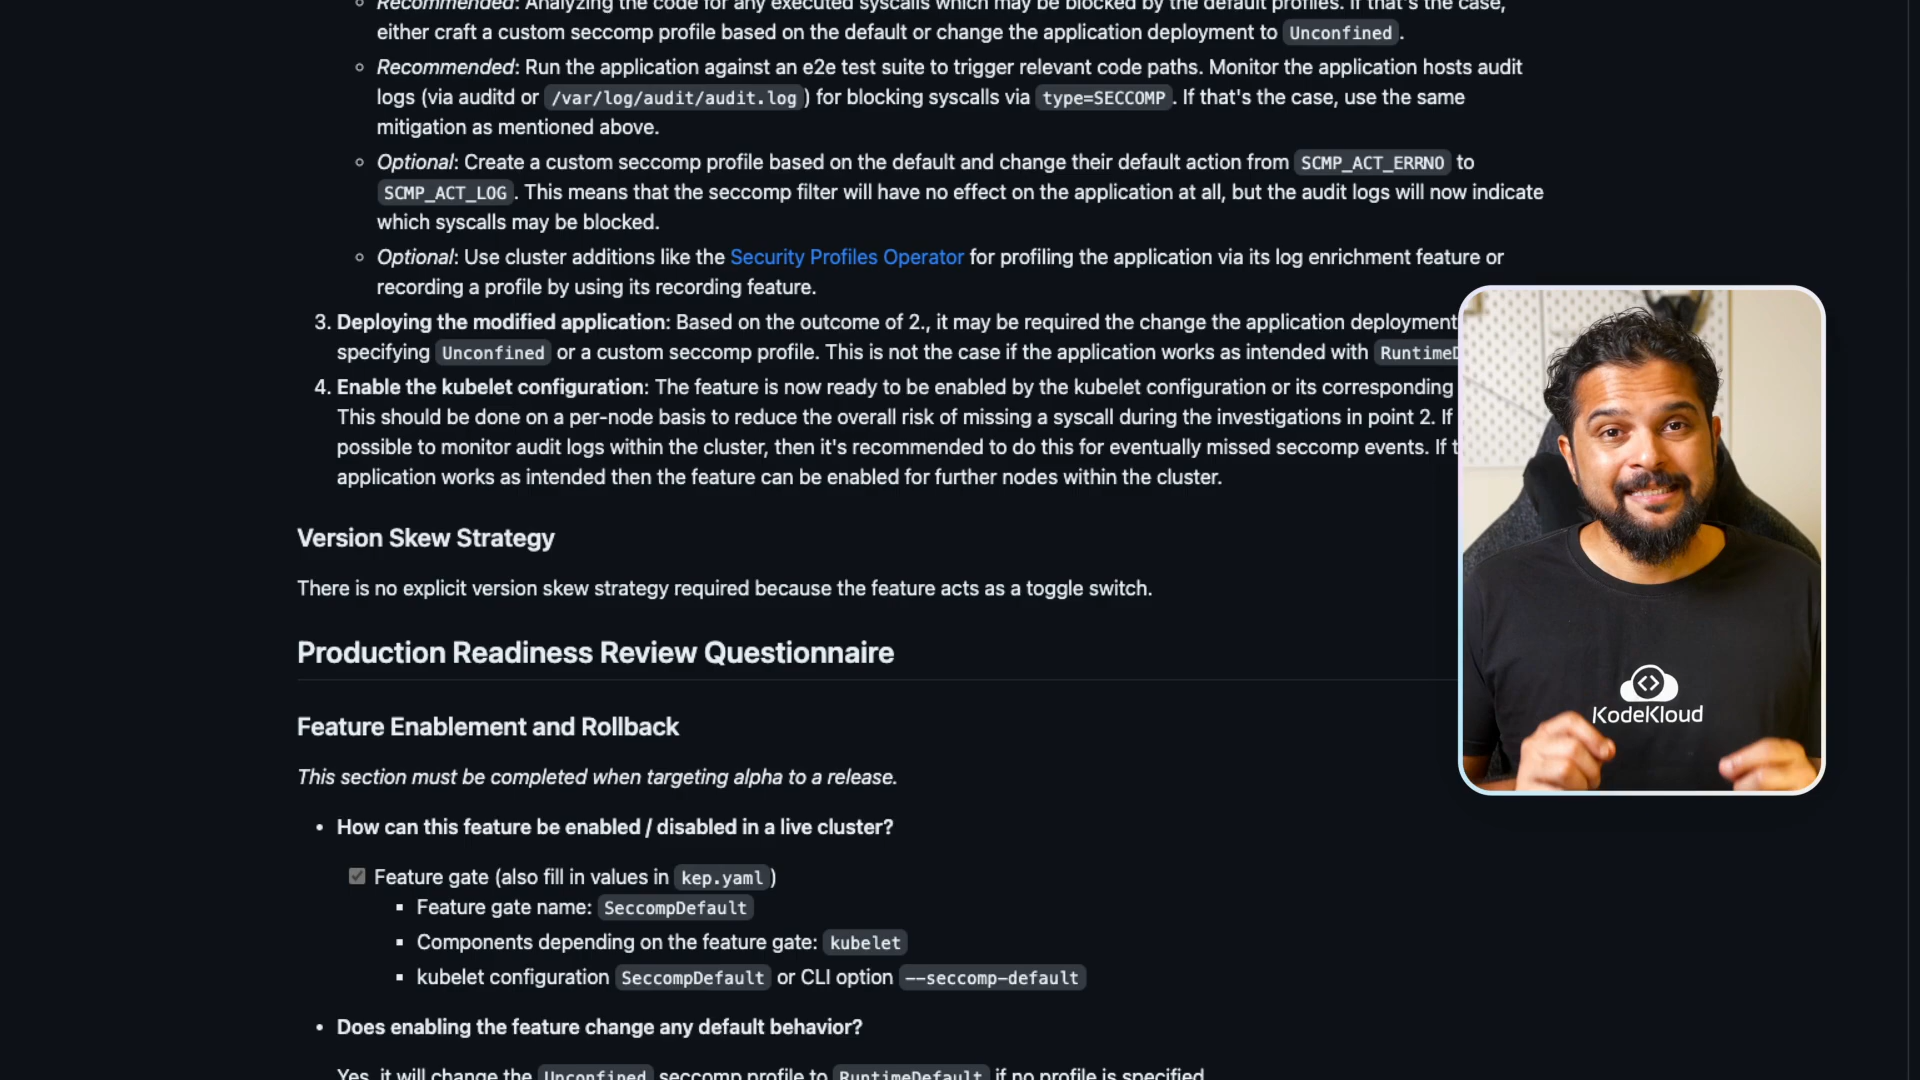 Recommended: Analyzing the code for any executed syscalls which may be blocked by the default profiles. If that's the case,
either craft a custom seccomp profile based on the default or change the application deployment to Unconfined.
Recommended: Run the application against an e2e test suite to trigger relevant code paths. Monitor the application hosts audit
logs (via auditd or /var/log/audit/audit.log) for blocking syscalls via type=SECCOMP. If that's the case, use the same
mitigation as mentioned above.
Optional: Create a custom seccomp profile based on the default and change their default action from SCMP_ACT_ERRNO to
SCMP_ACT_LOG. This means that the seccomp filter will have no effect on the application at all, but the audit logs will now indicate
which syscalls may be blocked.
Optional: Use cluster additions like the Security Profiles Operator for profiling the application via its log enrichment feature or
recording a profile by using its recording feature.
3. Deploying the modified application: Based on the outcome of 2., it may be required the change the application deployment
specifying Unconfined or a custom seccomp profile. This is not the case if the application works as intended with
4. Enable the kubelet configuration: The feature is now ready to be enabled by the kubelet configuration or its corresponding
This should be done on a per-node basis to reduce the overall risk of missing a syscall during the investigations in point 2. If
possible to monitor audit logs within the cluster, then it's recommended to do this for eventually missed seccomp events. If
application works as intended then the feature can be enabled for further nodes within the cluster.
Version Skew Strategy
There is no explicit version skew strategy required because the feature acts as a toggle switch.
Production Readiness Review Questionnaire
Feature Enablement and Rollback
This section must be completed when targeting alpha to a release.
• How can this feature be enabled / disabled in a live cluster?
Feature gate (also fill in values in kep.yaml)
Feature gate name: SeccompDefault
Components depending on the feature gate: kubelet
kubelet configuration SeccompDefault or CLI option --seccomp-default
• Does enabling the feature change any default behavior?
Yes, it will change the Unconfined seccomp profile to RuntimeDefault if no profile is specified
KodeKloud